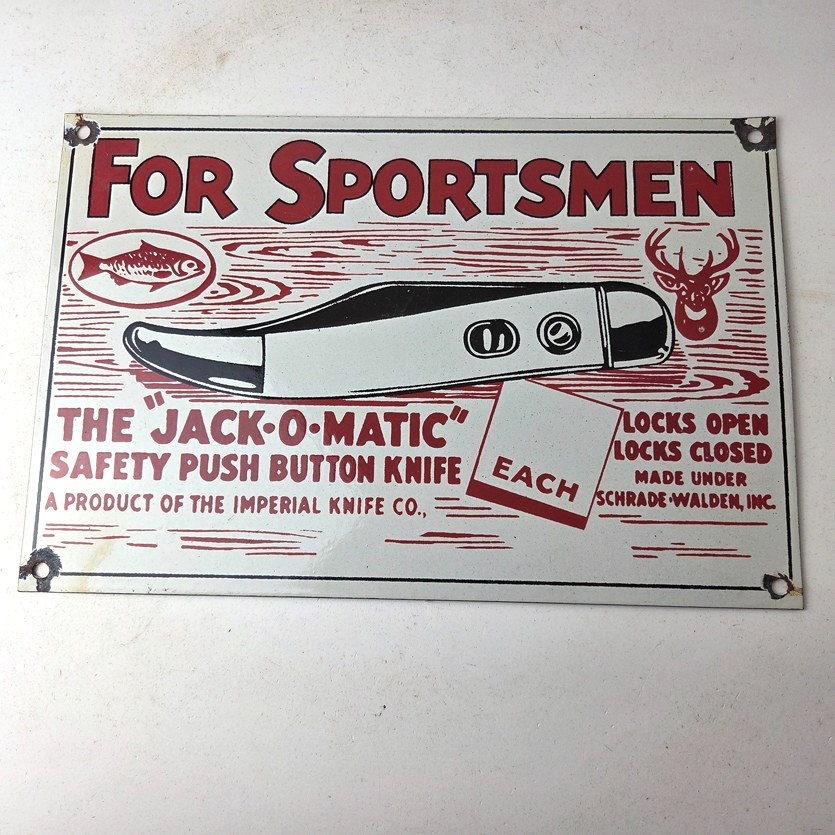 FOR SPORTSMEN
THE "JACK·O·MATIC"
SAFETY PUSH BUTTON KNIFE
A PRODUCT OF THE IMPERIAL KNIFE CO.,
EACH
LOCKS OPEN
LOCKS CLOSED
MADE UNDER
SCHRADE·WALDEN, INC.